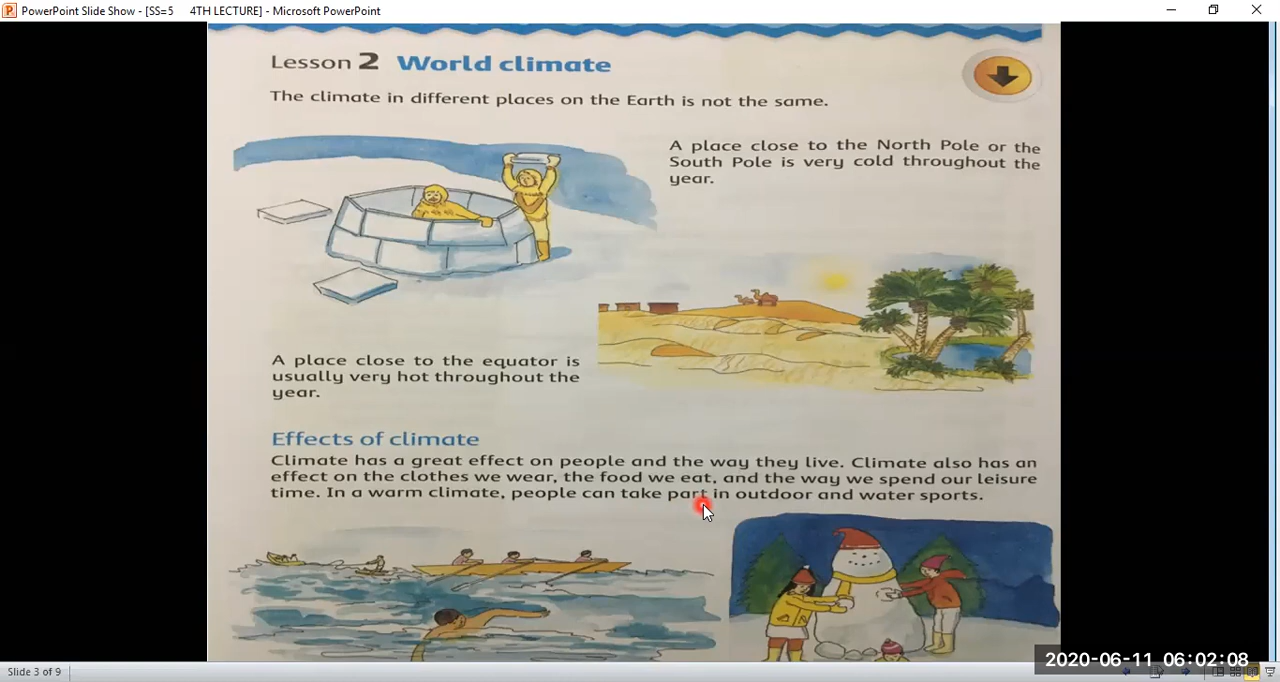 PowerPoint Slide Show - [SS=5 4TH LECTURE] - Microsoft PowerPoint
Lesson 2 World climate
The climate in different places on the Earth is not the same.
A place close to the North Pole or the
South Pole is very cold throughout the
year.
A place close to the equator is
usually very hot throughout the
year.
Effects of climate
Climate has a great effect on people and the way they live. Climate also has an
effect on the clothes we wear, the food we eat, and the way we spend our leisure
time. In a warm climate, people can take part in outdoor and water sports.
2020-06-11 06:02:08
Slide 3 of 9